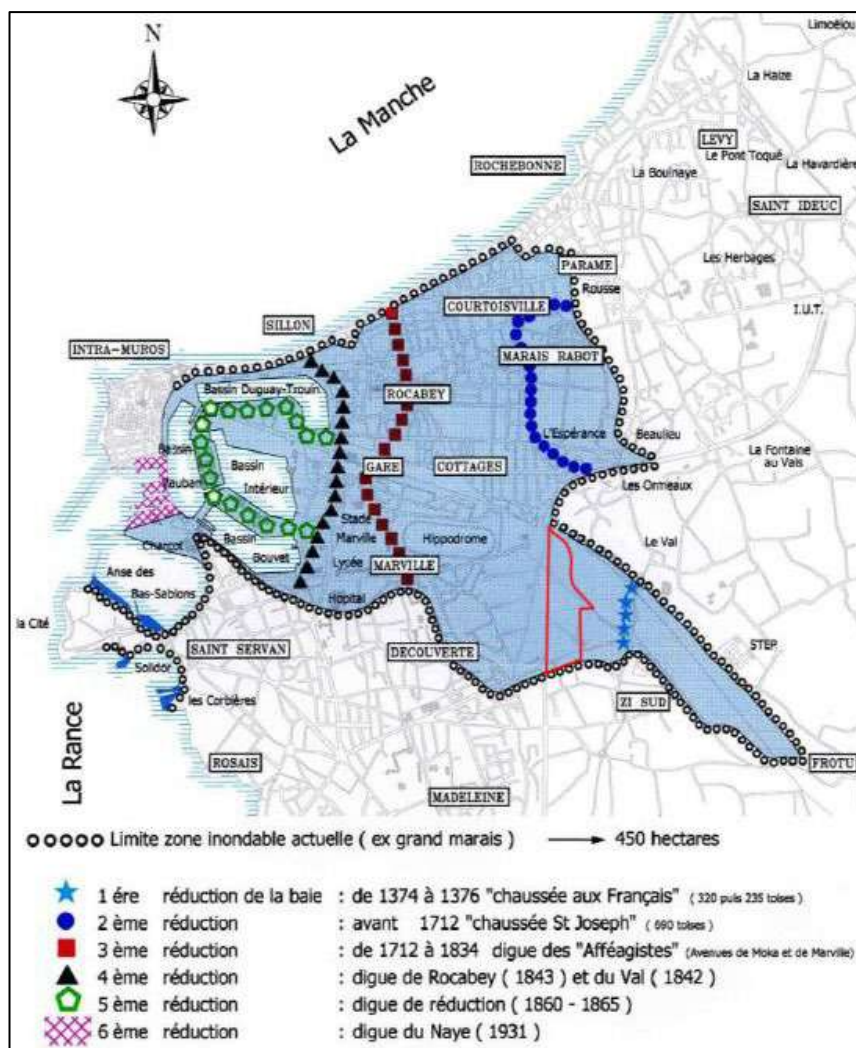 N
La Manche
Limoëlou
La Haize
LEVY
Le Pont Toqué
La Havardière
ROCHEBONNE
La Boulnaye
SAINT IDEUC
Les Herbages
PARAME
Rousse
COURTOISVILLE
I.U.T.
SILLON
INTRA-MUROS
MARAIS RABOT
Bassin Duguay-Trouin
ROCABEY
L'Espérance
Beaulieu
Bassin
Vauban
Bassin
Intérieur
GARE
COTTAGES
La Fontaine
au Vais
Les Ormeaux
Stade
Marville
Hippodrome
Le Val
Bassin
Bouvet
Charcot
Lycée
MARVILLE
Anse des
Bas-Sablons
Hôpital
la Cité
SAINT SERVAN
DECOUVERTE
STEP
Solidor
ZI SUD
les Corbières
La Rance
ROSAIS
FROTU
MADELEINE
Limite zone inondable actuelle ( ex grand marais ) 450 hectares
1 ére réduction de la baie : de 1374 à 1376 "chaussée aux Français" ( 320 puis 235 toises )
2 ème réduction : avant 1712 "chaussée St Joseph" ( 690 toises )
3 ème réduction : de 1712 à 1834 digue des "Afféagistes" (Avenues de Moka et de Marville)
4 ème réduction : digue de Rocabey ( 1843 ) et du Val ( 1842 )
5 ème réduction : digue de réduction ( 1860 - 1865 )
6 ème réduction : digue du Naye ( 1931 )